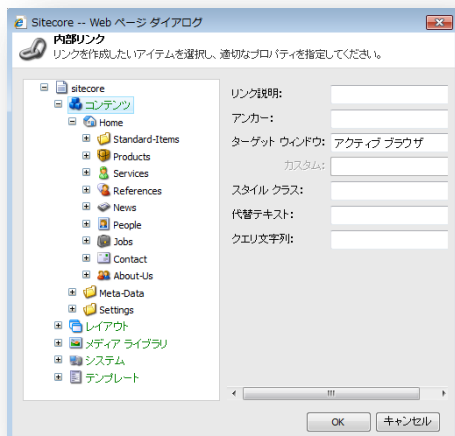 Sitecore -- Web ページ ダイアログ
内部リンク
リンクを作成したいアイテムを選択し、適切なプロパティを指定してください。
sitecore
コンテンツ
Home
Standard-Items
Products
Services
References
News
People
Jobs
Contact
About-Us
Meta-Data
Settings
レイアウト
メディア ライブラリ
システム
テンプレート
リンク説明:
アンカー:
ターゲット ウィンドウ: アクティブ ブラウザ
カスタム:
スタイル クラス:
代替テキスト:
クエリ文字列:
OK キャンセル